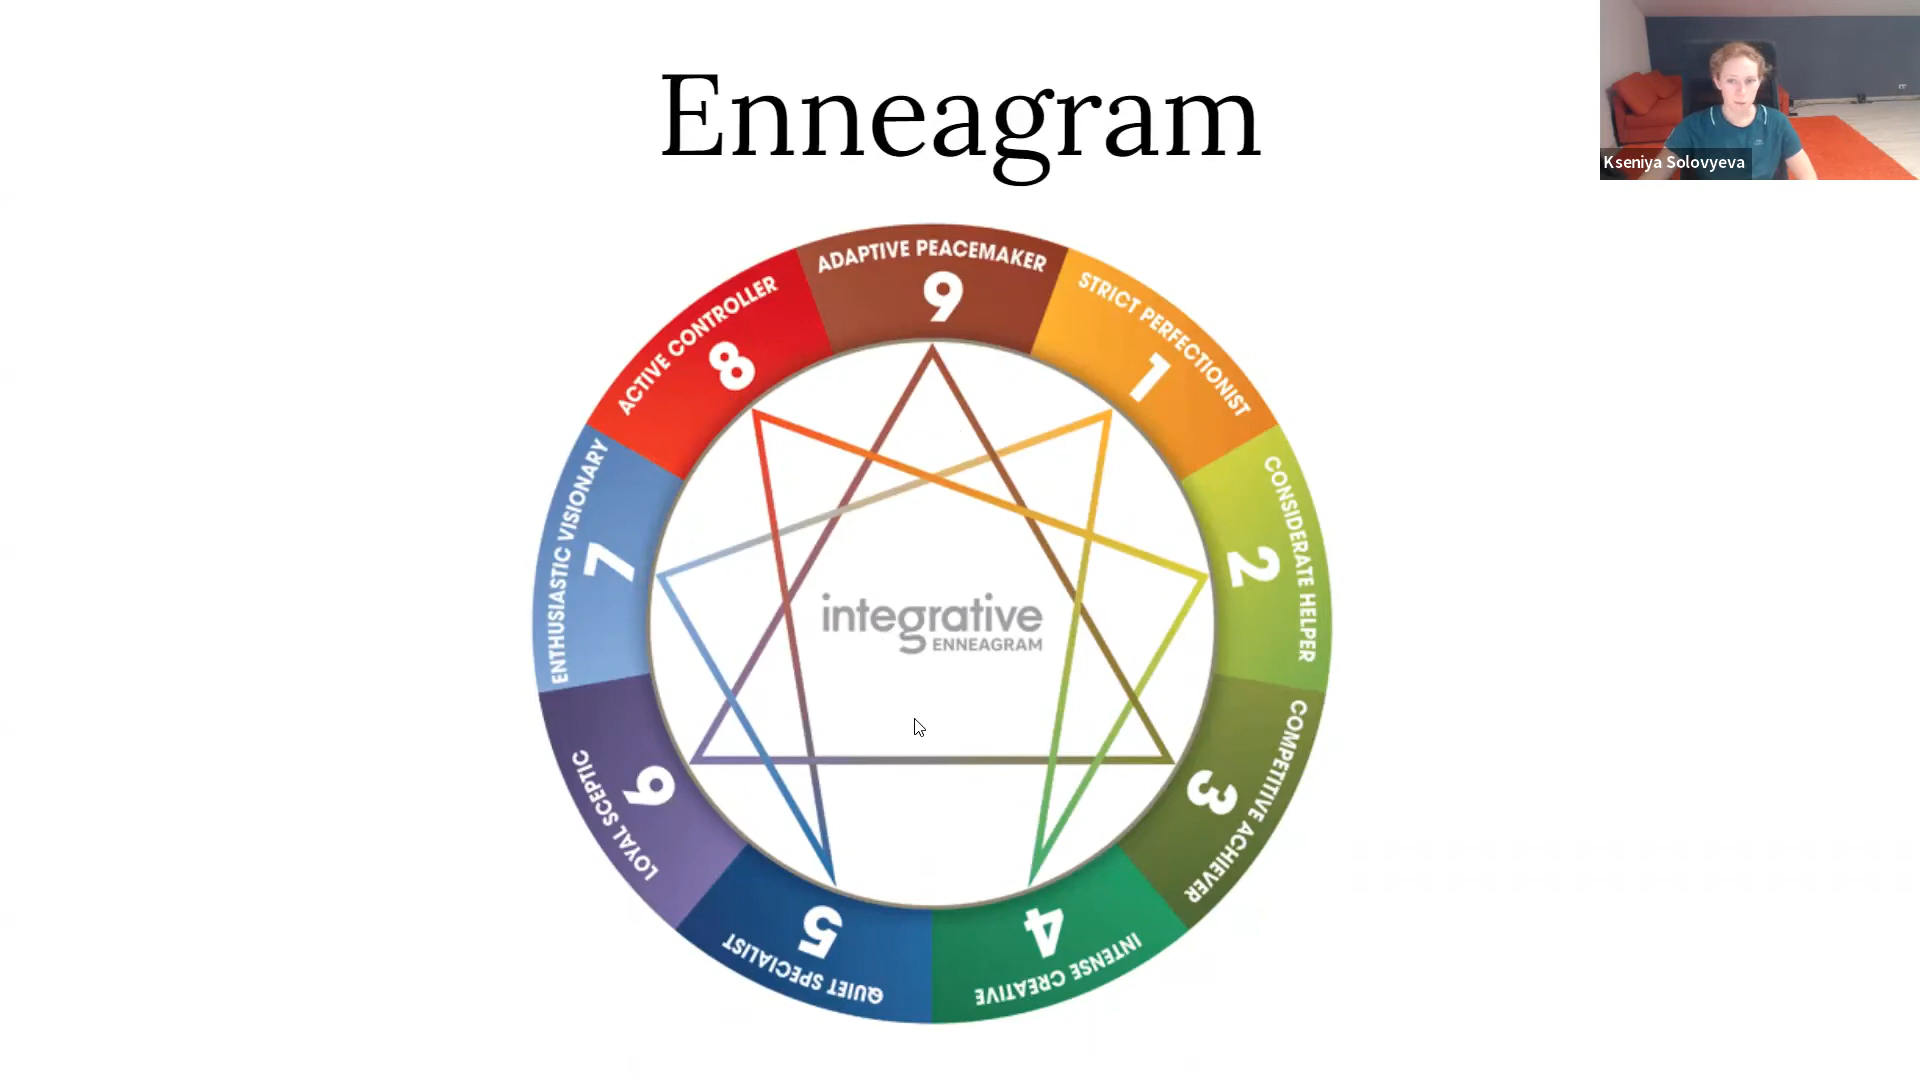 Enneagram
Kseniya Solovyeva
ADAPTIVE PEACEMAKER
9
STRICT PERFECTIONIST
1
CONSIDERATE HELPER
2
COMPETITIVE ACHIEVER
3
INTENSE CREATIVE
4
QUIET SPECIALIST
5
LOYAL SCEPTIC
6
ENTHUSIASTIC VISIONARY
7
ACTIVE CONTROLLER
8
integrative
ENNEAGRAM